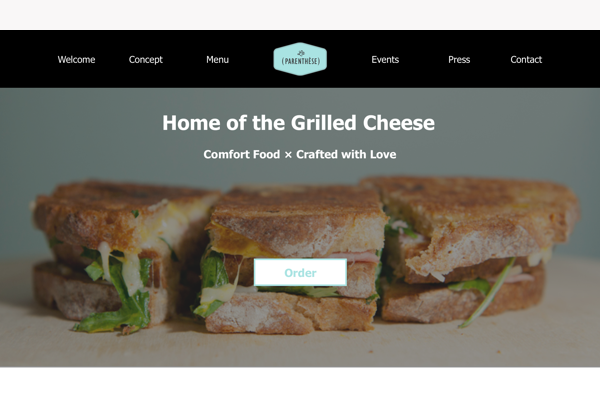 Welcome
Concept
Menu
(PARENTHÈSE)
Events
Press
Contact
Home of the Grilled Cheese
Comfort Food × Crafted with Love
Order